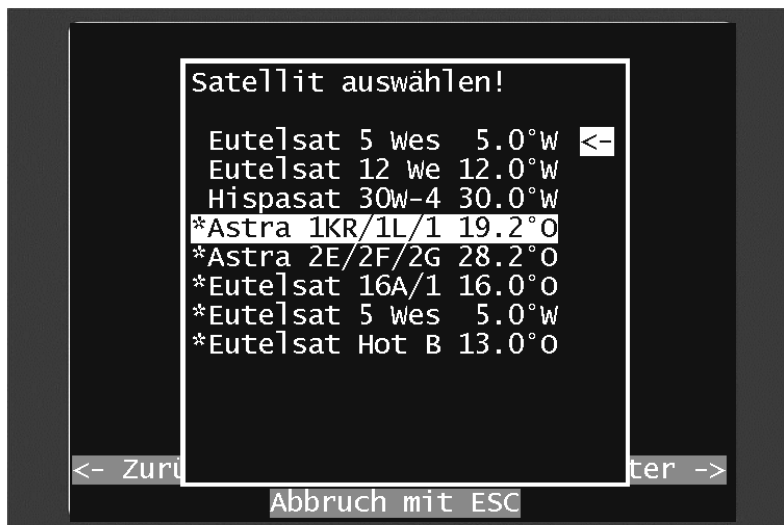 Satellit auswählen!
Eutelsat 5 Wes 5.0°W <-
Eutelsat 12 We 12.0°W
Hispasat 30W-4 30.0°W
*Astra 1KR/1L/1 19.2°O
*Astra 2E/2F/2G 28.2°O
*Eutelsat 16A/1 16.0°O
*Eutelsat 5 Wes 5.0°W
*Eutelsat Hot B 13.0°O
<- Zurü ter ->
Abbruch mit ESC